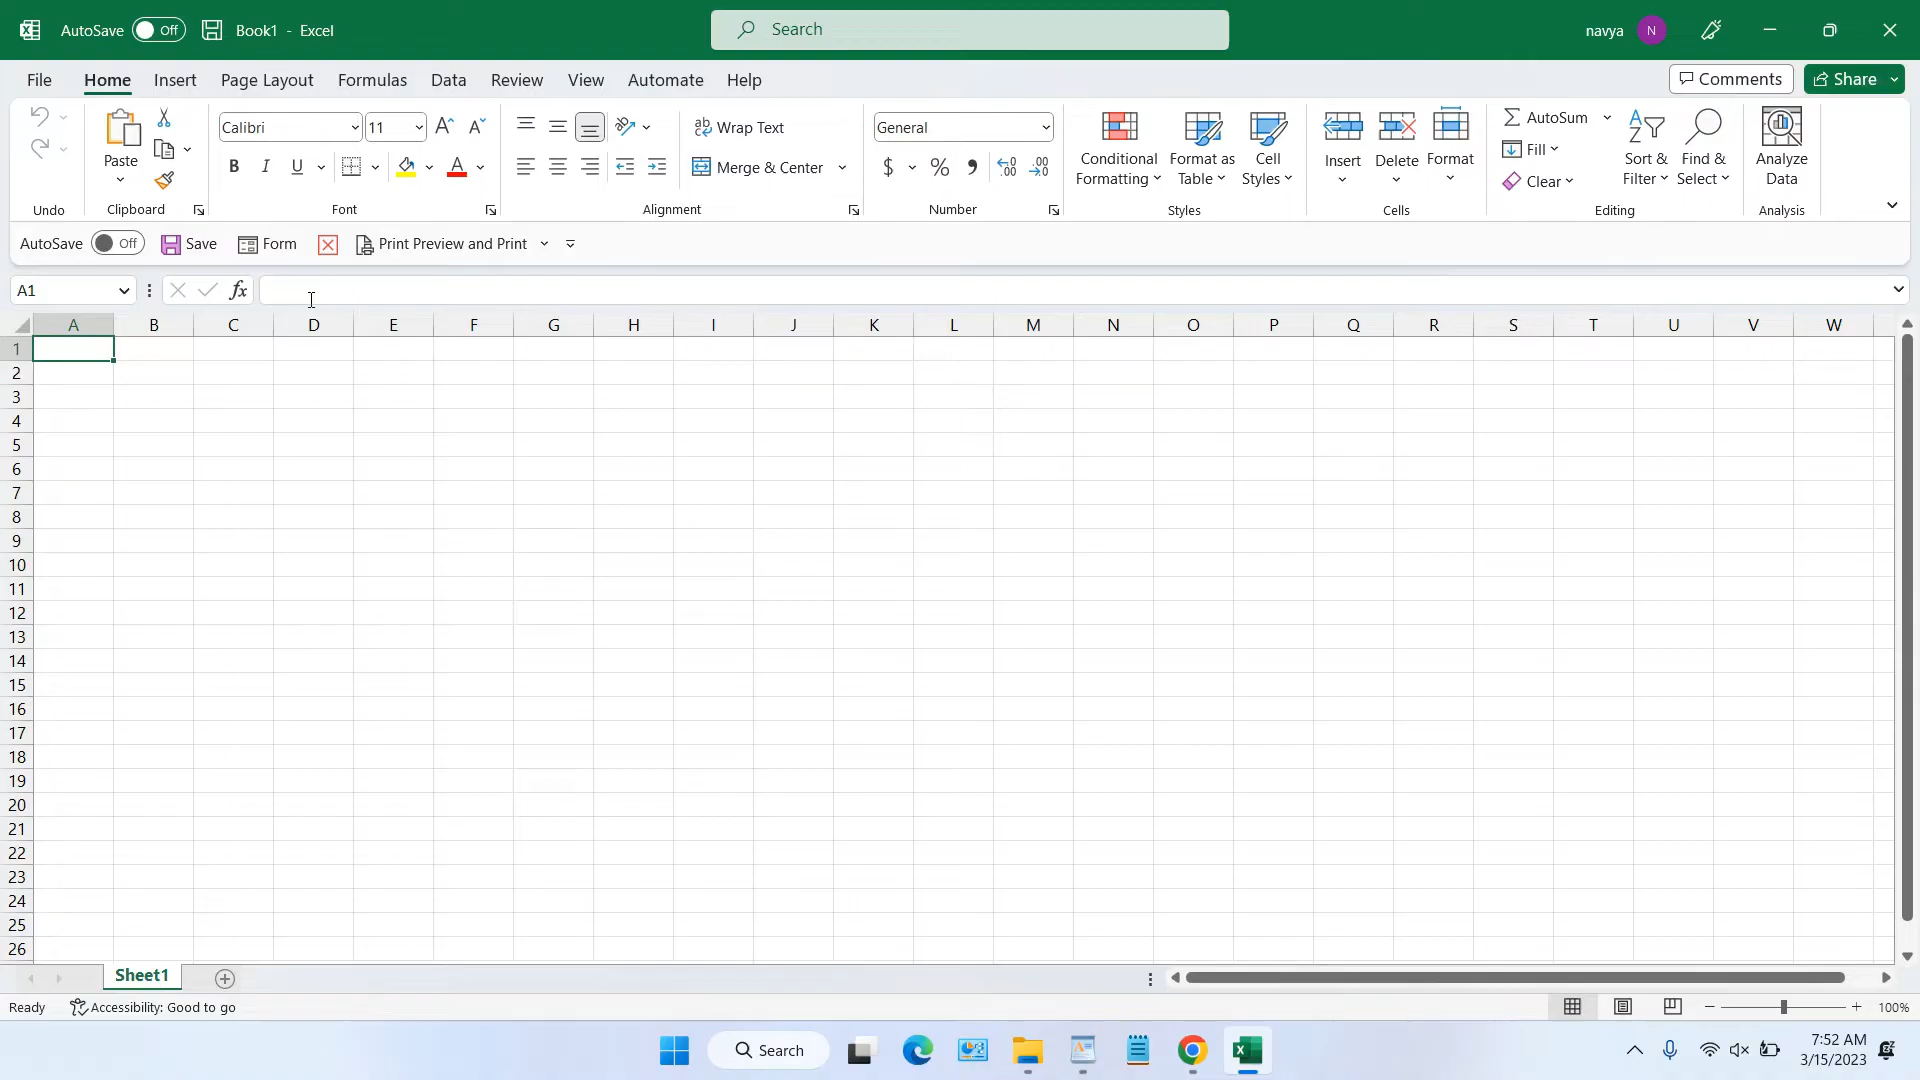 AutoSave Off Book1 - Excel Search navya N
File Home Insert Page Layout Formulas Data Review View Automate Help Comments Share
Calibri 11 Wrap Text General AutoSum
Paste Conditional Formatting Format as Table Cell Styles Insert Delete Format Fill Sort & Filter Find & Select Analyze Data
B I U Merge & Center $ % Clear
Undo Clipboard Font Alignment Number Styles Cells Editing Analysis
AutoSave Off Save Form Print Preview and Print
A1 fx
A B C D E F G H I J K L M N O P Q R S T U V W
1
2
3
4
5
6
7
8
9
10
11
12
13
14
15
16
17
18
19
20
21
22
23
24
25
26
Sheet1
Ready Accessibility: Good to go 100%
Search 7:52 AM
3/15/2023